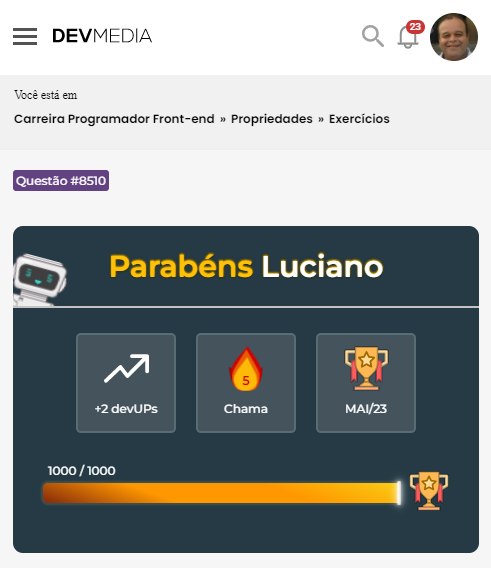 DEVMEDIA
23
Você está em
Carreira Programador Front-end » Propriedades » Exercícios
Questão #8510
Parabéns Luciano
5
+2 devUPs
Chama
MAI/23
1000 / 1000